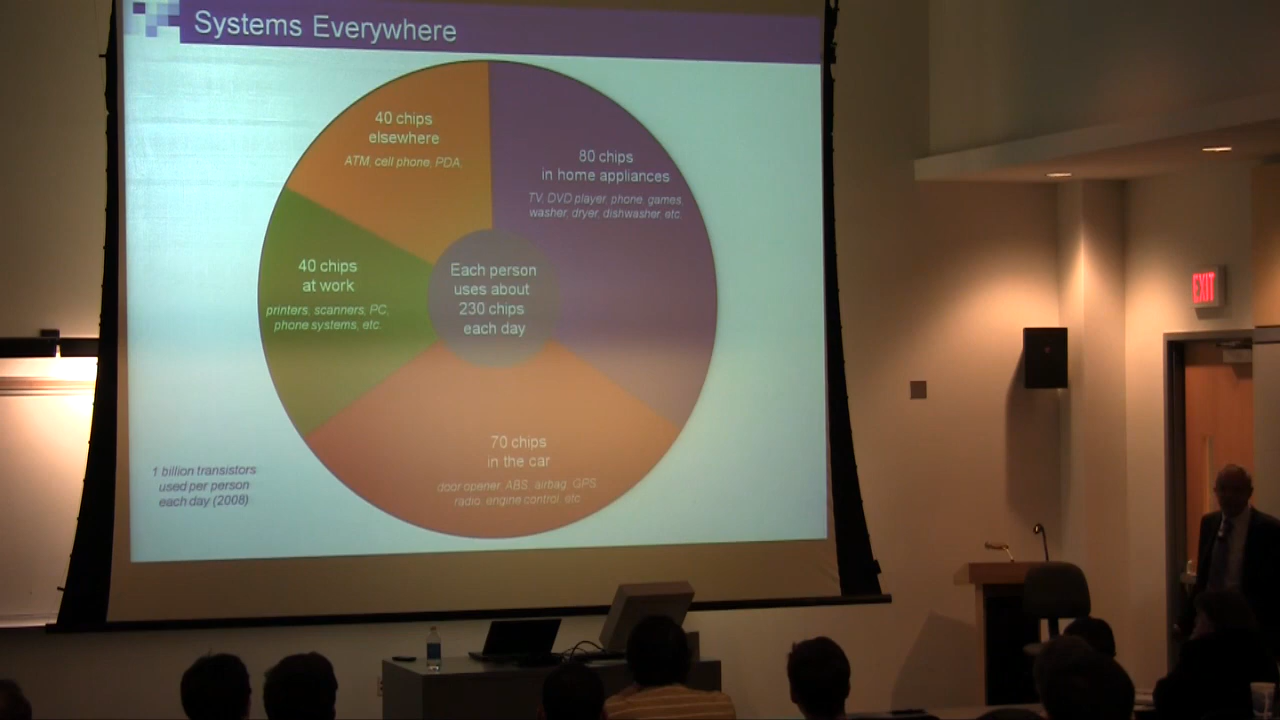 Systems Everywhere
40 chips
elsewhere
ATM, cell phone, PDA
80 chips
in home appliances
TV, DVD player, phone, games,
washer, dryer, dishwasher, etc.
40 chips
at work
printers, scanners, PC,
phone systems, etc.
Each person
uses about
230 chips
each day
70 chips
in the car
door opener, ABS, airbag, GPS,
radio, engine control, etc
1 billion transistors
used per person
each day (2008)
EXIT